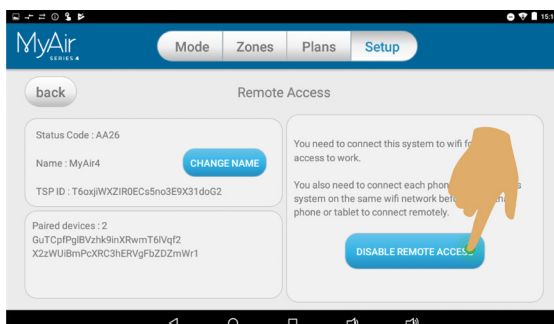 15:1
MyAir
SERIES 4
Mode Zones Plans Setup
back
Remote Access
Status Code : AA26
Name : MyAir4
CHANGE NAME
TSP ID : T6oxjiWXZIR0ECs5no3E9X31doG2
Paired devices : 2
GuTCpfPglBVzhk9inXRwmT6lVqf2
X2zWUiBmPcXRC3hERVgFbZDZmWr1
You need to connect this system to wifi
access to work.
You also need to connect each
system on the same wifi network
phone or tablet to connect remotely.
DISABLE REMOTE ACCESS